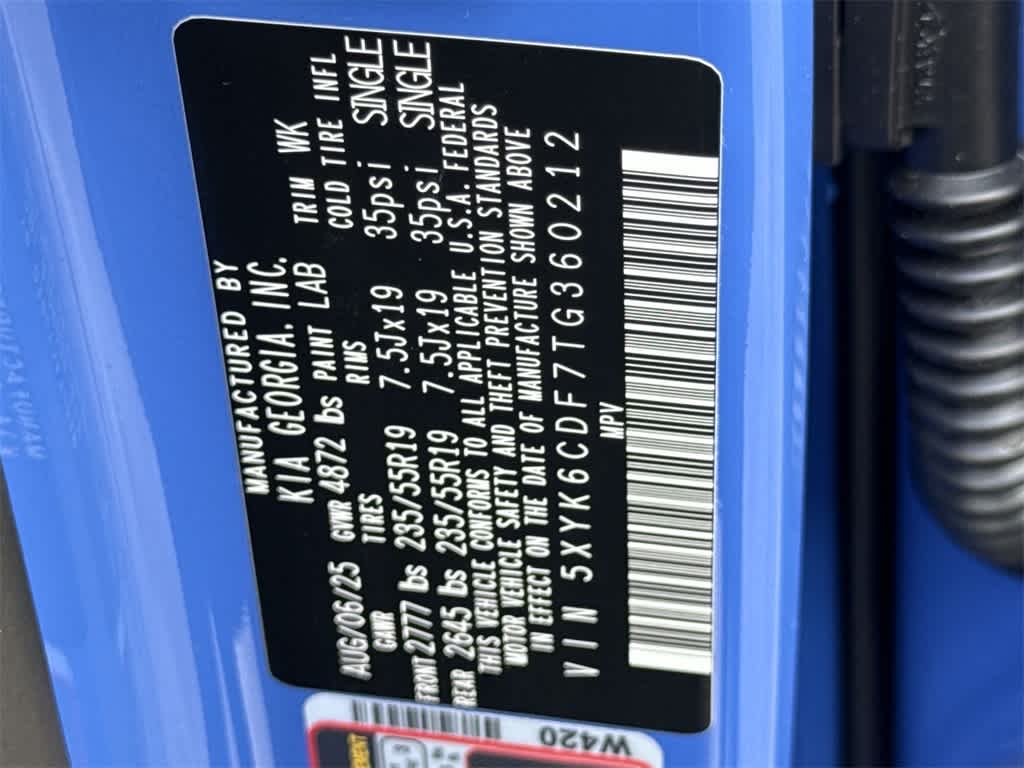 MANUFACTURED BY
KIA GEORGIA. INC.
AUG/06/25 GVWR 4872 bs PAINT LAB TRIM WK
GAWR TIRES RIMS COLD TIRE INFL
FRONT 2777 bs 235/55R19 7.5Jx19 35psi SINGLE
REAR 2645 bs 235/55R19 7.5Jx19 35psi SINGLE
THIS VEHICLE CONFORMS TO ALL APPLICABLE U.S.A. FEDERAL
MOTOR VEHICLE SAFETY AND THEFT PREVENTION STANDARDS
IN EFFECT ON THE DATE OF MANUFACTURE SHOWN ABOVE
VIN 5XYK6CDF7TG360212
MPV
W420